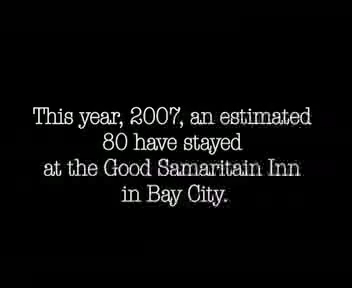 This year, 2007, an estimated
80 have stayed
at the Good Samaritain Inn
in Bay City.